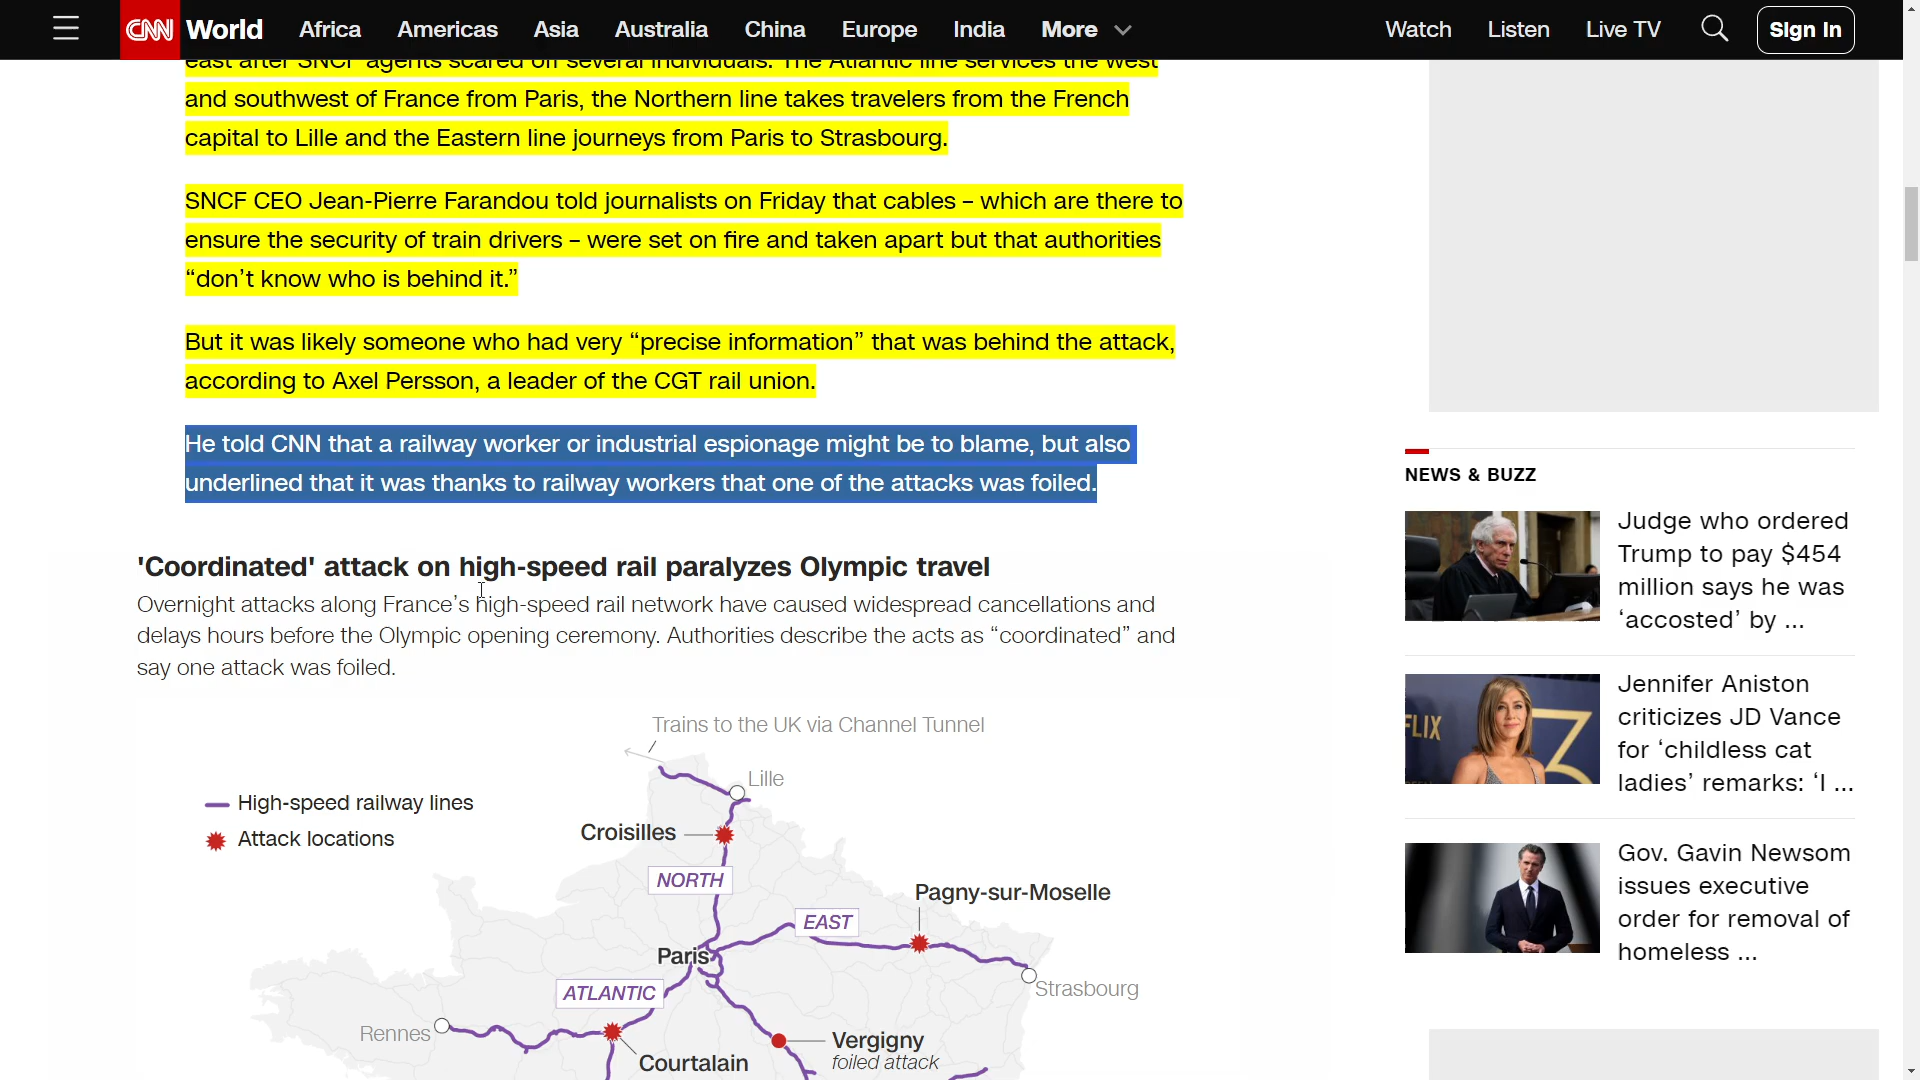 CNN World Africa Americas Asia Australia China Europe India More Watch Listen Live TV Sign In
east after SNCF agents scared off several individuals. The Atlantic line services the west
and southwest of France from Paris, the Northern line takes travelers from the French
capital to Lille and the Eastern line journeys from Paris to Strasbourg.
SNCF CEO Jean-Pierre Farandou told journalists on Friday that cables – which are there to
ensure the security of train drivers – were set on fire and taken apart but that authorities
“don’t know who is behind it.”
But it was likely someone who had very “precise information” that was behind the attack,
according to Axel Persson, a leader of the CGT rail union.
He told CNN that a railway worker or industrial espionage might be to blame, but also
underlined that it was thanks to railway workers that one of the attacks was foiled.
'Coordinated' attack on high-speed rail paralyzes Olympic travel
Overnight attacks along France’s high-speed rail network have caused widespread cancellations and
delays hours before the Olympic opening ceremony. Authorities describe the acts as “coordinated” and
say one attack was foiled.
Trains to the UK via Channel Tunnel
Lille
High-speed railway lines
Attack locations
Croisilles
NORTH
Pagny-sur-Moselle
EAST
Paris
ATLANTIC
Strasbourg
Rennes
Vergigny
foiled attack
Courtalain
NEWS & BUZZ
Judge who ordered
Trump to pay $454
million says he was
‘accosted’ by ...
FLIX
3
Jennifer Aniston
criticizes JD Vance
for ‘childless cat
ladies’ remarks: ‘I ...
Gov. Gavin Newsom
issues executive
order for removal of
homeless ...